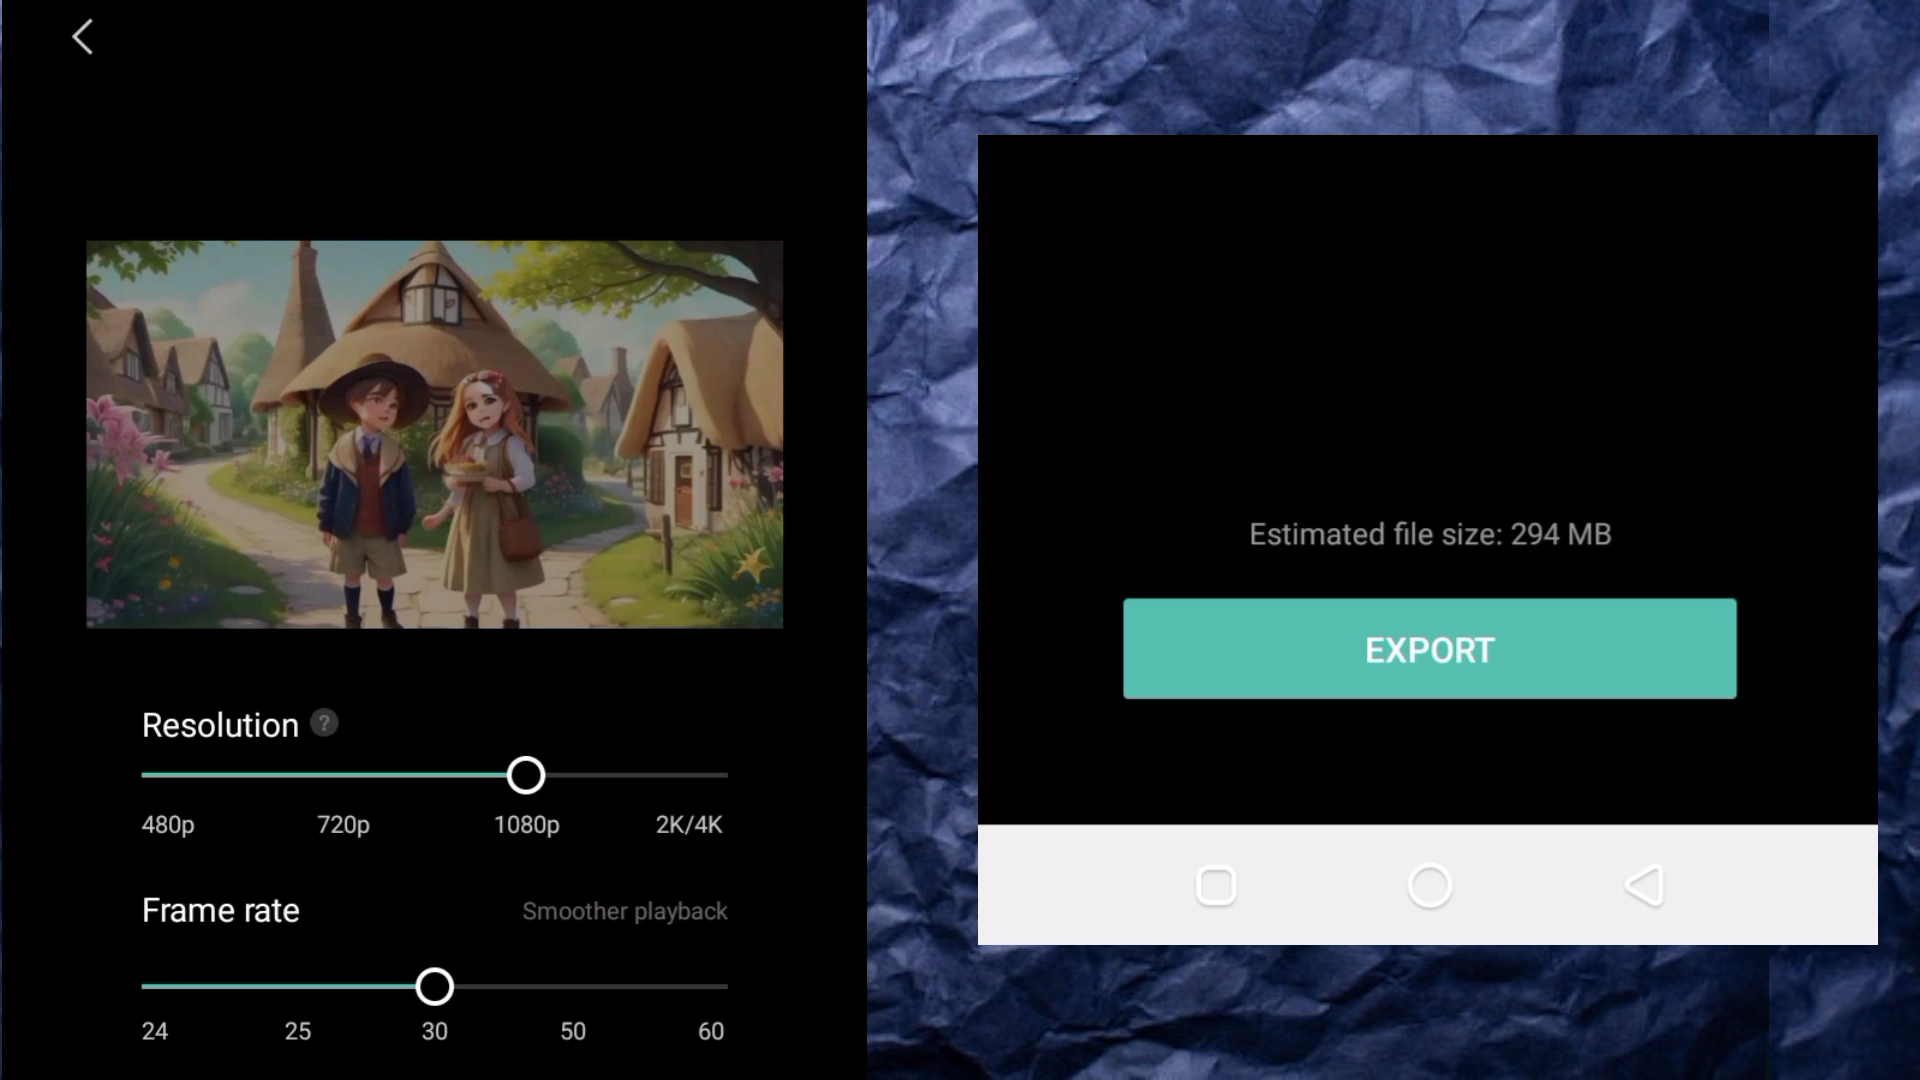 Resolution ?
480p 720p 1080p 2K/4K
Frame rate Smoother playback
24 25 30 50 60
Estimated file size: 294 MB
EXPORT